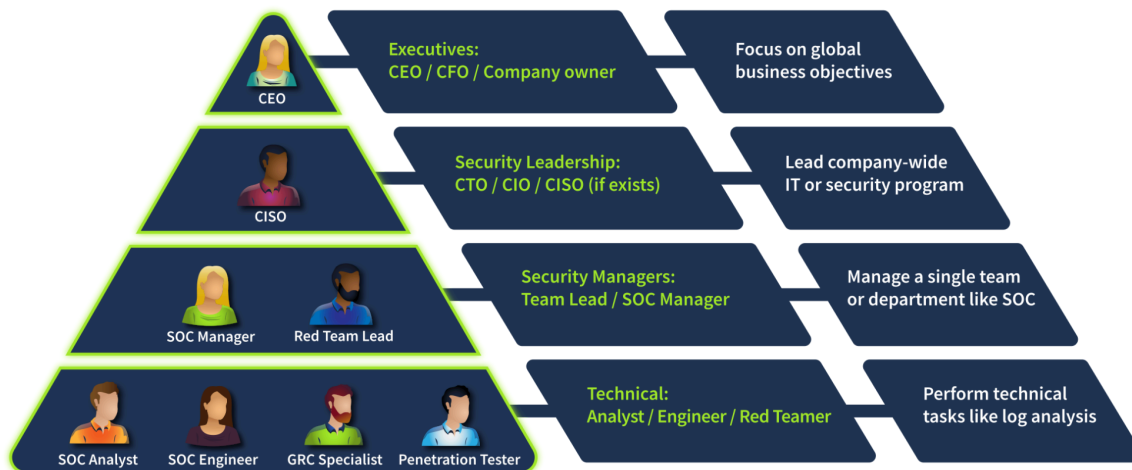 CEO
Executives:
CEO / CFO / Company owner
Focus on global
business objectives
CISO
Security Leadership:
CTO / CIO / CISO (if exists)
Lead company-wide
IT or security program
SOC Manager
Red Team Lead
Security Managers:
Team Lead / SOC Manager
Manage a single team
or department like SOC
SOC Analyst
SOC Engineer
GRC Specialist
Penetration Tester
Technical:
Analyst / Engineer / Red Teamer
Perform technical
tasks like log analysis